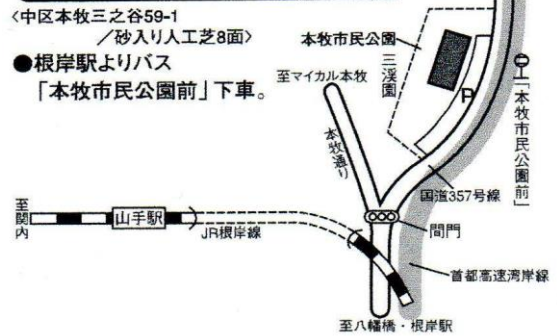 〈中区本牧三之谷59-1
／砂入り人工芝8面〉
●根岸駅よりバス
「本牧市民公園前」下車。
本牧市民公園
三渓園
至マイカル本牧
P
「本牧市民公園前」
本牧通り
国道357号線
至関内
山手駅
JR根岸線
間門
首都高速湾岸線
至八幡橋・根岸駅